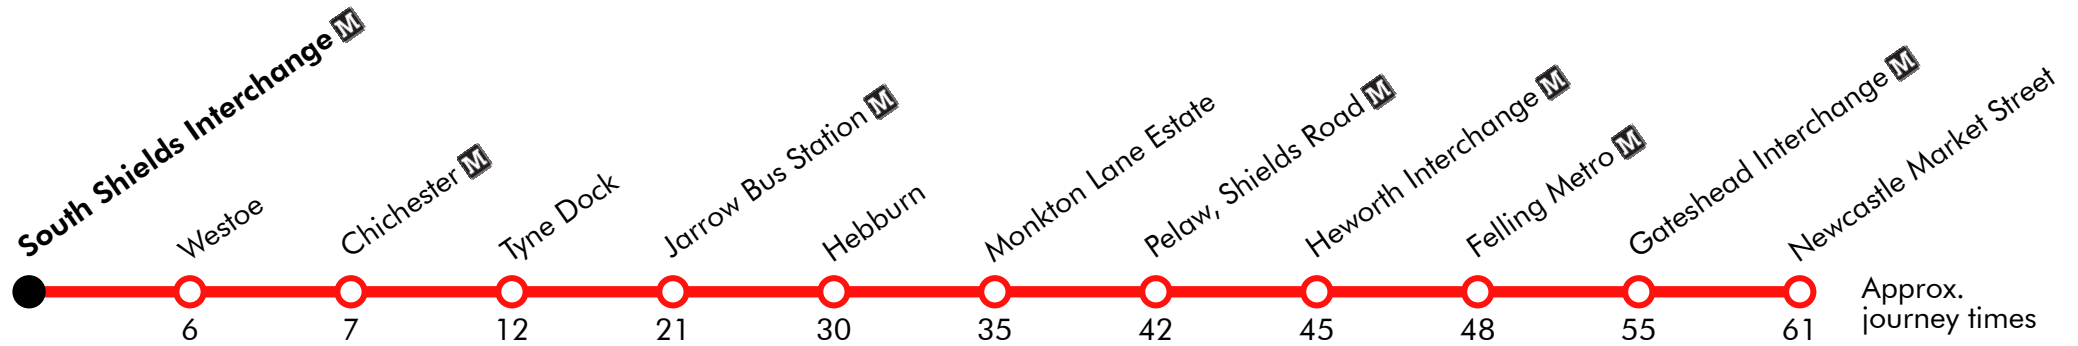 South Shields Interchange M
Westoe
Chichester M
Tyne Dock
Jarrow Bus Station M
Hebburn
Monkton Lane Estate
Pelaw, Shields Road M
Heworth Interchange M
Felling Metro M
Gateshead Interchange M
Newcastle Market Street
6 7 12 21 30 35 42 45 48 55 61
Approx.
journey times